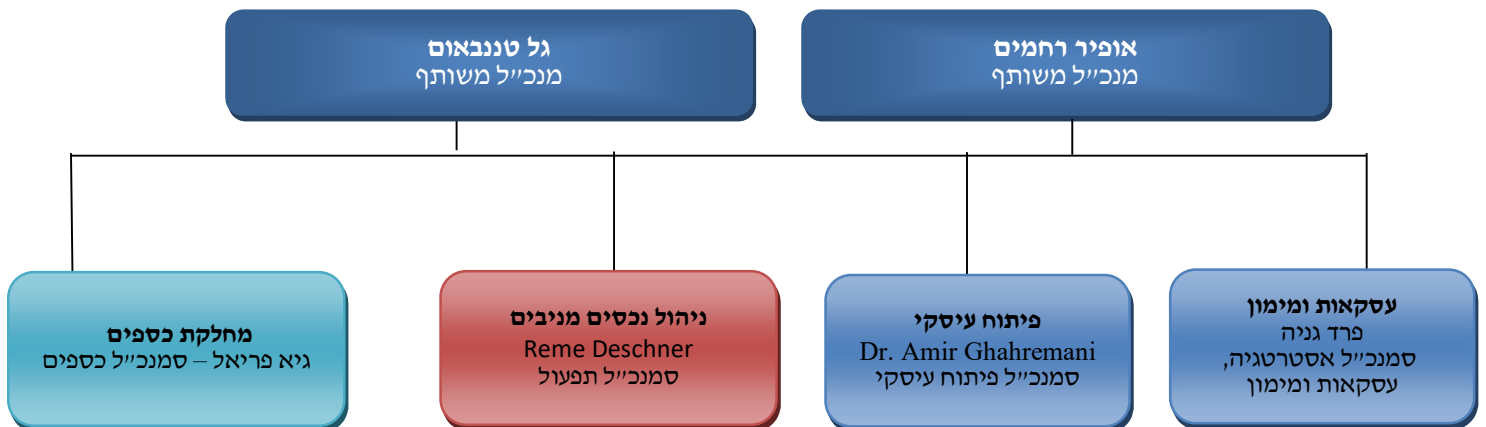 אופיר רחמים
מנכ״ל משותף
גל טננבאום
מנכ״ל משותף
עסקאות ומימון
פרד גניה
סמנכ״ל אסטרטגיה,
עסקאות ומימון
פיתוח עיסקי
Dr. Amir Ghahremani
סמנכ״ל פיתוח עיסקי
ניהול נכסים מניבים
Reme Deschner
סמנכ״ל תפעול
מחלקת כספים
גיא פריאל – סמנכ״ל כספים